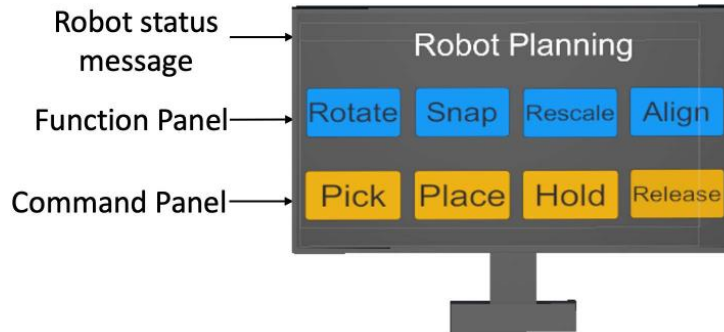 Robot status
message
Robot Planning
Function Panel
Rotate Snap Rescale Align
Command Panel
Pick Place Hold Release